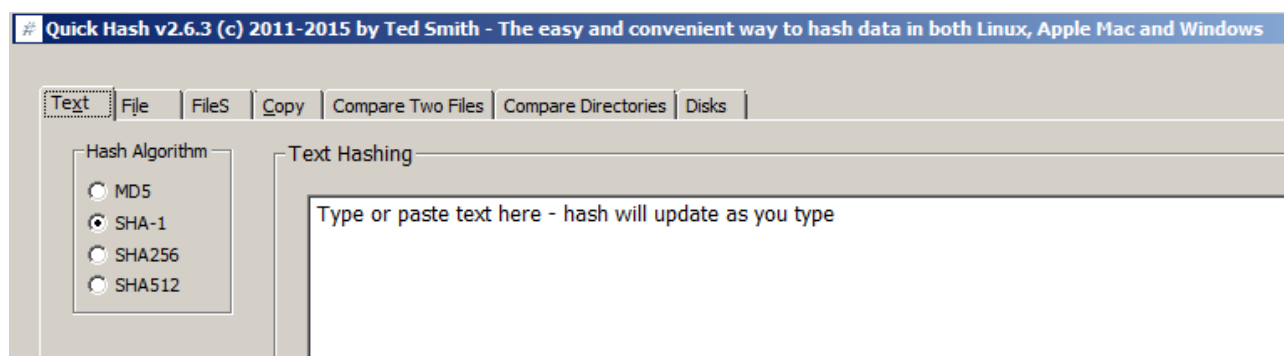 # Quick Hash v2.6.3 (c) 2011-2015 by Ted Smith - The easy and convenient way to hash data in both Linux, Apple Mac and Windows
Text File FileS Copy Compare Two Files Compare Directories Disks
Hash Algorithm
MD5
SHA-1
SHA256
SHA512
Text Hashing
Type or paste text here - hash will update as you type